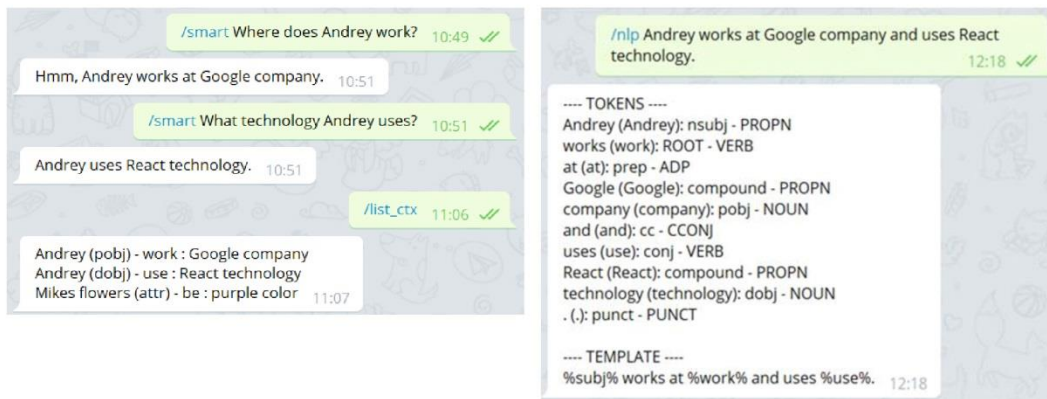 /smart Where does Andrey work? 10:49
Hmm, Andrey works at Google company. 10:51
/smart What technology Andrey uses? 10:51
Andrey uses React technology. 10:51
/list_ctx 11:06
Andrey (pobj) - work : Google company
Andrey (dobj) - use : React technology
Mikes flowers (attr) - be : purple color 11:07
/nlp Andrey works at Google company and uses React
technology. 12:18
---- TOKENS ----
Andrey (Andrey): nsubj - PROPN
works (work): ROOT - VERB
at (at): prep - ADP
Google (Google): compound - PROPN
company (company): pobj - NOUN
and (and): cc - CCONJ
uses (use): conj - VERB
React (React): compound - PROPN
technology (technology): dobj - NOUN
. (.): punct - PUNCT
---- TEMPLATE ----
%subj% works at %work% and uses %use%. 12:18